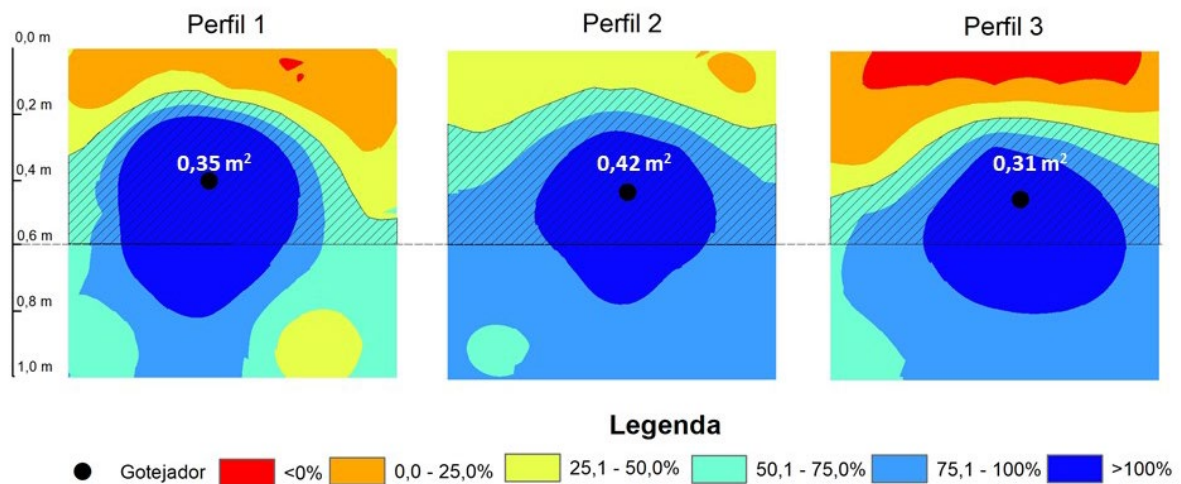 Perfil 1
Perfil 2
Perfil 3
0,0 m
0,2 m
0,4 m
0,6 m
0,8 m
1,0 m
0,35 m²
0,42 m²
0,31 m²
Legenda
Gotejador <0% 0,0 - 25,0% 25,1 - 50,0% 50,1 - 75,0% 75,1 - 100% >100%